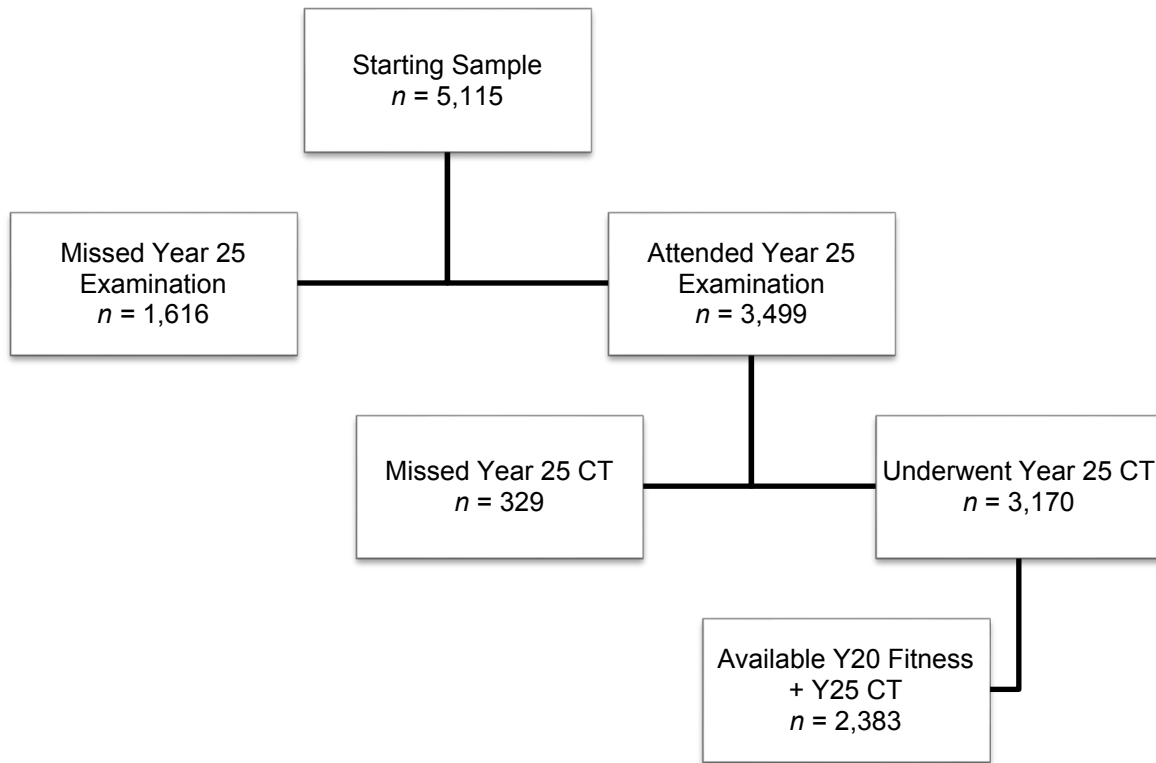 Starting Sample
n = 5,115
Missed Year 25
Examination
n = 1,616
Attended Year 25
Examination
n = 3,499
Missed Year 25 CT
n = 329
Underwent Year 25 CT
n = 3,170
Available Y20 Fitness
+ Y25 CT
n = 2,383